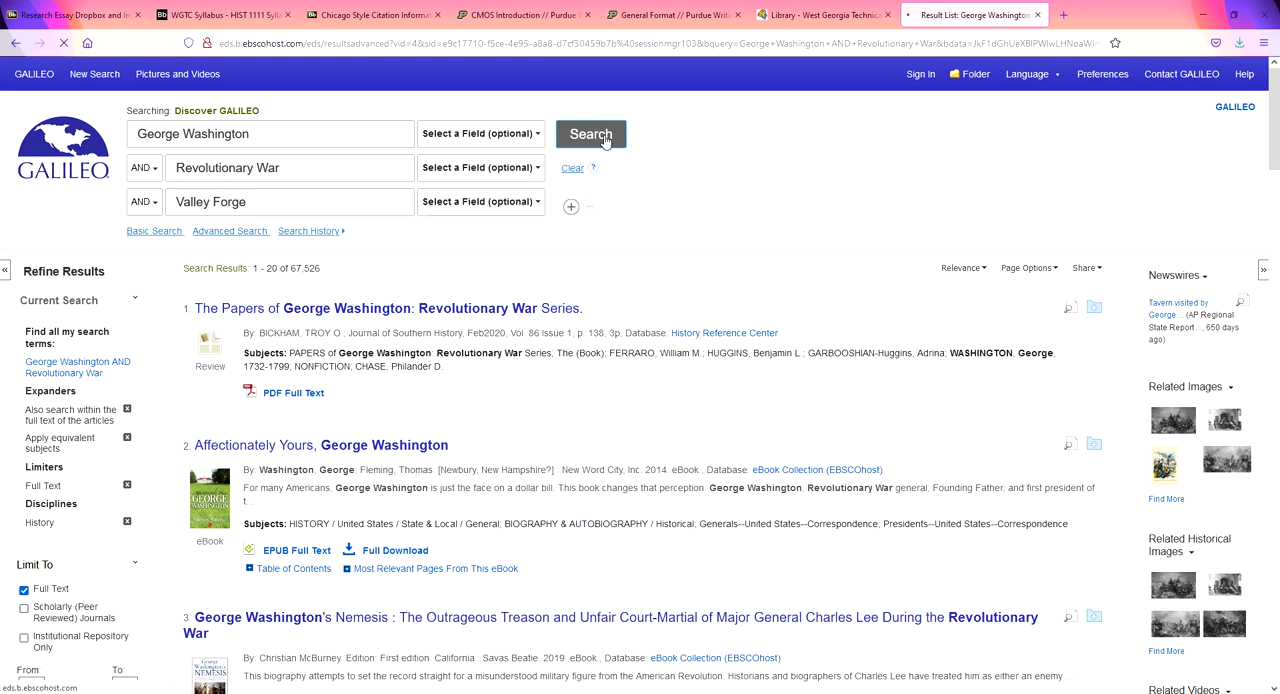 Research Essay Dropbox and In
WGTC Syllabus - HIST 1111 Syll
Chicago Style Citation Informat
CMOS Introduction // Purdue W
General Format // Purdue Writi
Library - West Georgia Technica
Result List: George Washington
eds.b.ebscohost.com/eds/resultsadvanced?vid=4&sid=e9c17710-f5ce-4e95-a8a8-d7cf30459b7b%40sessionmgr103&bquery=George+Washington+AND+Revolutionary+War&bdata=JkF1dGhUeXBlPWlwLHNoaWI
GALILEO New Search Pictures and Videos Sign In Folder Language Preferences Contact GALILEO Help
Searching: Discover GALILEO
GALILEO
George Washington Select a Field (optional) Search
AND Revolutionary War Select a Field (optional) Clear ?
GALILEO
AND Valley Forge Select a Field (optional)
Basic Search Advanced Search Search History
Refine Results
Current Search
Find all my search
terms:
George Washington AND
Revolutionary War
Expanders
Also search within the
full text of the articles
Apply equivalent
subjects
Limiters
Full Text
Disciplines
History
Limit To
Full Text
Scholarly (Peer
Reviewed) Journals
Institutional Repository
Only
From: To:
eds.b.ebscohost.com
Search Results: 1 - 20 of 67,526
Relevance Page Options Share
1. The Papers of George Washington: Revolutionary War Series.
By: BICKHAM, TROY O.; Journal of Southern History, Feb2020, Vol. 86 Issue 1, p. 138, 3p, Database: History Reference Center
Review
Subjects: PAPERS of George Washington: Revolutionary War Series, The (Book); FERRARO, William M.; HUGGINS, Benjamin L.; GARBOOSHIAN-Huggins, Adrina; WASHINGTON, George,
1732-1799; NONFICTION; CHASE, Philander D.
PDF Full Text
2. Affectionately Yours, George Washington
By: Washington, George, Fleming, Thomas. [Newbury, New Hampshire?] : New Word City, Inc. 2014. eBook., Database: eBook Collection (EBSCOhost)
For many Americans, George Washington is just the face on a dollar bill. This book changes that perception. George Washington, Revolutionary War general, Founding Father, and first president of
t...
GEORGE
eBook
Subjects: HISTORY / United States / State & Local / General; BIOGRAPHY & AUTOBIOGRAPHY / Historical; Generals--United States--Correspondence; Presidents--United States--Correspondence
EPUB Full Text Full Download
Table of Contents Most Relevant Pages From This eBook
3. George Washington's Nemesis : The Outrageous Treason and Unfair Court-Martial of Major General Charles Lee During the Revolutionary
War
By: Christian McBurney. Edition: First edition. California : Savas Beatie. 2019. eBook., Database: eBook Collection (EBSCOhost)
This biography attempts to set the record straight for a misunderstood military figure from the American Revolution. Historians and biographers of Charles Lee have treated him as either an enemy...
NEMESIS
Newswires
Tavern visited by
George ... (AP Regional
State Report ..., 650 days
ago)
Related Images
Find More
Related Historical
Images
Find More
Related Videos